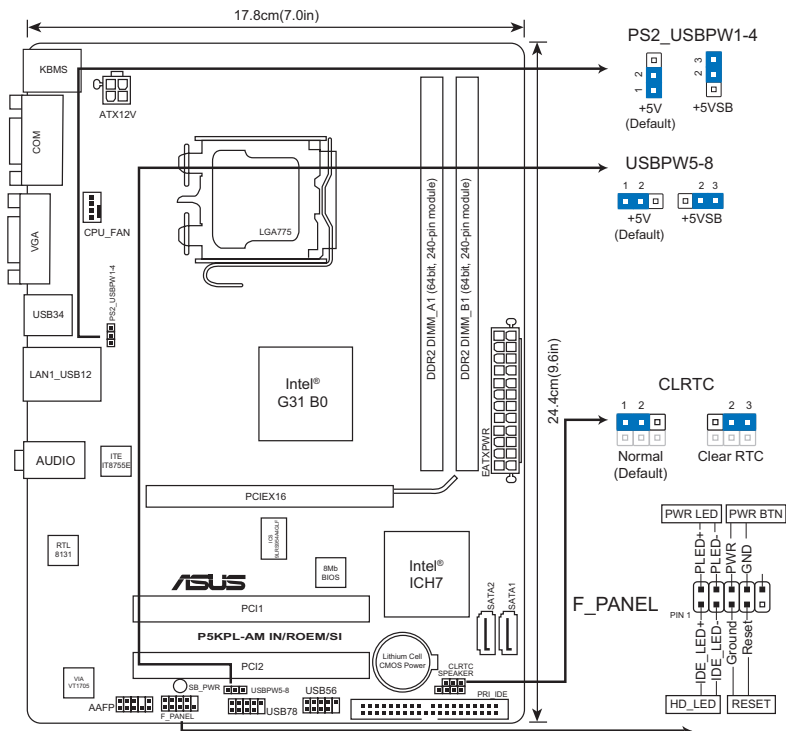 17.8cm(7.0in)
PS2_USBPW1-4
3
2
2
1
+5V
(Default)
+5VSB
USBPW5-8
1 2
2 3
+5V
(Default)
+5VSB
CLRTC
1 2
2 3
Normal
(Default)
Clear RTC
PWR LED
PWR BTN
PLED+
PLED-
PWR
GND
F_PANEL
PIN 1
IDE_LED+
IDE_LED-
Ground
Reset
HD_LED
RESET
24.4cm(9.6in)
KBMS
ATX12V
COM
CPU_FAN
VGA
LGA775
DDR2 DIMM_A1 (64bit, 240-pin module)
DDR2 DIMM_B1 (64bit, 240-pin module)
PS2_USBPW1-4
USB34
LAN1_USB12
Intel®
G31 B0
EATXPWR
AUDIO
ITE
IT8755E
PCIEX16
RTL
8131
ICS
8Mb
BIOS
Intel®
ICH7
SATA2
SATA1
ASUS
PCI1
P5KPL-AM IN/ROEM/SI
Lithium Cell
CMOS Power
PCI2
VIA
VT1705
SB_PWR
USBPW5-8
USB56
CLRTC
SPEAKER
PRI_IDE
AAFP
F_PANEL
USB78